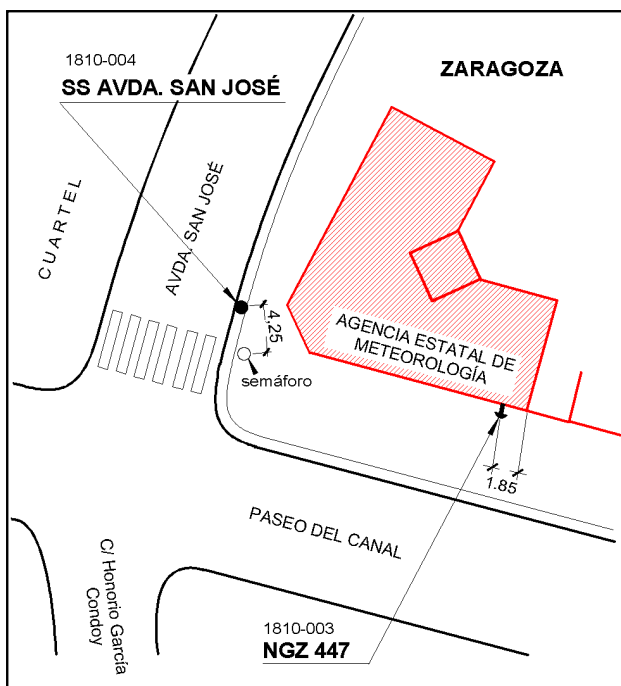 1810-004
SS AVDA. SAN JOSÉ
ZARAGOZA
CUARTEL
AVDA. SAN JOSÉ
4,25
semáforo
AGENCIA ESTATAL DE
METEOROLOGÍA
1.85
PASEO DEL CANAL
C/ Honorio García
Condoy
1810-003
NGZ 447